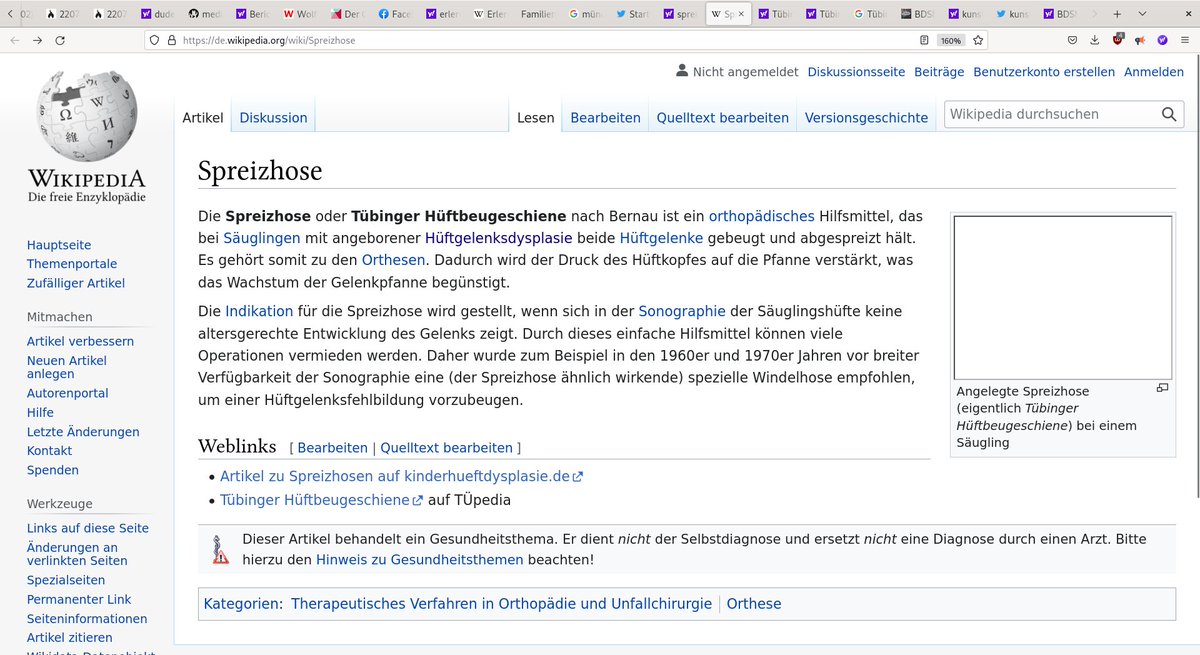 2207
2207
dude
med
Beric
Wolf
Der
Face
erler
Erler
Familier
mün
Start
spre
Sp
Tübi
Tübi
Tübi
BDSI
kuns
kuns
BDSI
https://de.wikipedia.org/wiki/Spreizhose
160%
Nicht angemeldet Diskussionsseite Beiträge Benutzerkonto erstellen Anmelden
Artikel Diskussion Lesen Bearbeiten Quelltext bearbeiten Versionsgeschichte Wikipedia durchsuchen
WIKIPEDIA
Die freie Enzyklopädie
Hauptseite
Themenportale
Zufälliger Artikel
Mitmachen
Artikel verbessern
Neuen Artikel
anlegen
Autorenportal
Hilfe
Letzte Änderungen
Kontakt
Spenden
Werkzeuge
Links auf diese Seite
Änderungen an
verlinkten Seiten
Spezialseiten
Permanenter Link
Seiteninformationen
Artikel zitieren
Wikidata-Datenobjekt
Spreizhose
Die Spreizhose oder Tübinger Hüftbeugeschiene nach Bernau ist ein orthopädisches Hilfsmittel, das
bei Säuglingen mit angeborener Hüftgelenksdysplasie beide Hüftgelenke gebeugt und abgespreizt hält.
Es gehört somit zu den Orthesen. Dadurch wird der Druck des Hüftkopfes auf die Pfanne verstärkt, was
das Wachstum der Gelenkpfanne begünstigt.
Die Indikation für die Spreizhose wird gestellt, wenn sich in der Sonographie der Säuglingshüfte keine
altersgerechte Entwicklung des Gelenks zeigt. Durch dieses einfache Hilfsmittel können viele
Operationen vermieden werden. Daher wurde zum Beispiel in den 1960er und 1970er Jahren vor breiter
Verfügbarkeit der Sonographie eine (der Spreizhose ähnlich wirkende) spezielle Windelhose empfohlen,
um einer Hüftgelenksfehlbildung vorzubeugen.
Angelegte Spreizhose
(eigentlich Tübinger
Hüftbeugeschiene) bei einem
Säugling
Weblinks [ Bearbeiten | Quelltext bearbeiten ]
• Artikel zu Spreizhosen auf kinderhueftdysplasie.de
• Tübinger Hüftbeugeschiene auf TÜpedia
Dieser Artikel behandelt ein Gesundheitsthema. Er dient nicht der Selbstdiagnose und ersetzt nicht eine Diagnose durch einen Arzt. Bitte
hierzu den Hinweis zu Gesundheitsthemen beachten!
Kategorien: Therapeutisches Verfahren in Orthopädie und Unfallchirurgie | Orthese